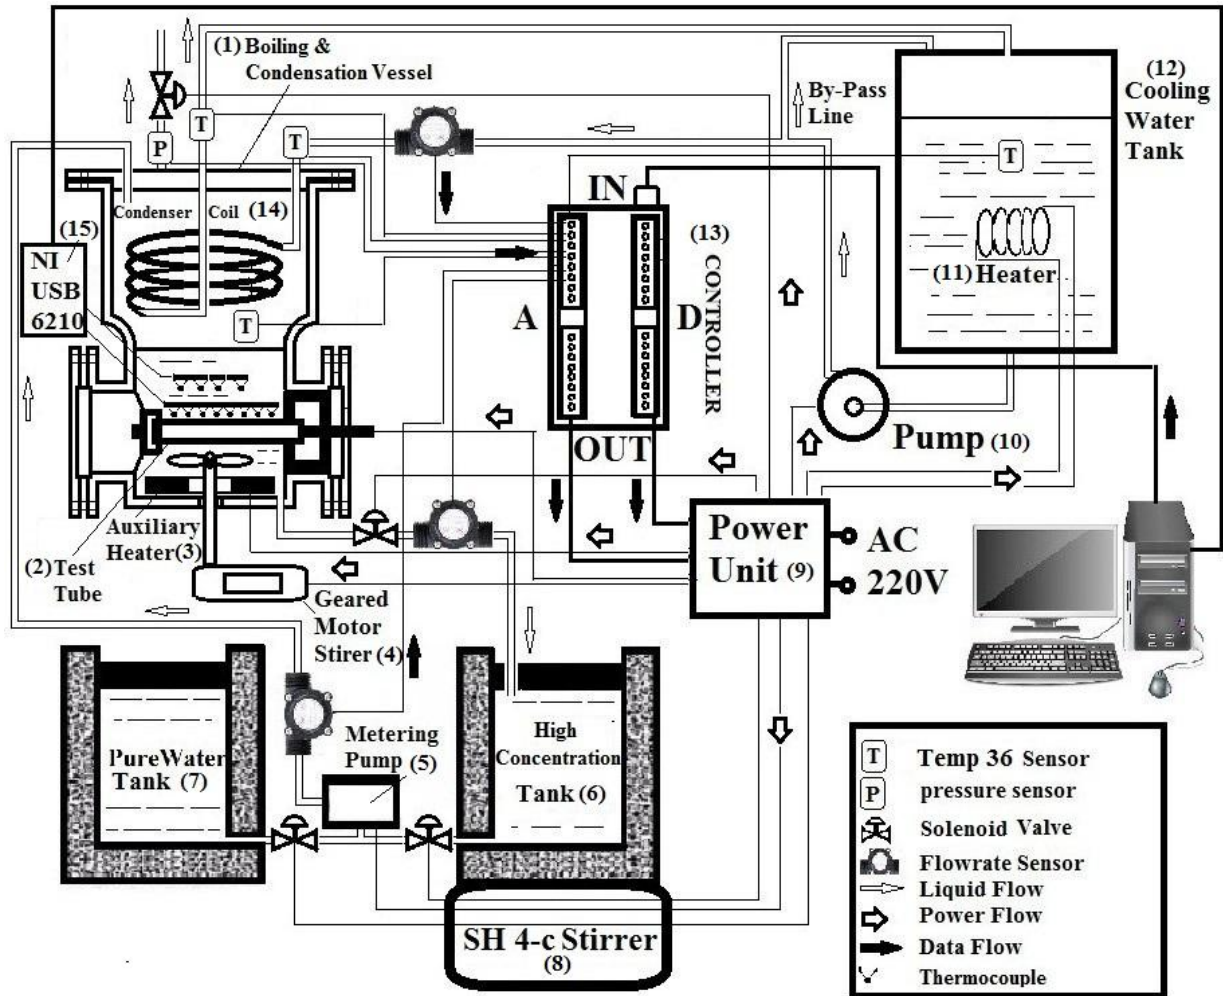 (1) Boiling &
Condensation Vessel
T
P
T
By-Pass
Line
(12)
Cooling
Water
Tank
T
Condenser Coil (14)
(15)
NI
USB
6210
T
IN
(13)
CONTROLLER
A
D
OUT
(11) Heater
Pump (10)
Auxiliary
Heater (3)
(2) Test
Tube
Geared
Motor
Stirer (4)
Power
Unit (9)
AC
220V
Pure Water
Tank (7)
Metering
Pump (5)
High
Concentration
Tank (6)
SH 4-c Stirrer
(8)
T Temp 36 Sensor
P pressure sensor
Solenoid Valve
Flowrate Sensor
Liquid Flow
Power Flow
Data Flow
Thermocouple